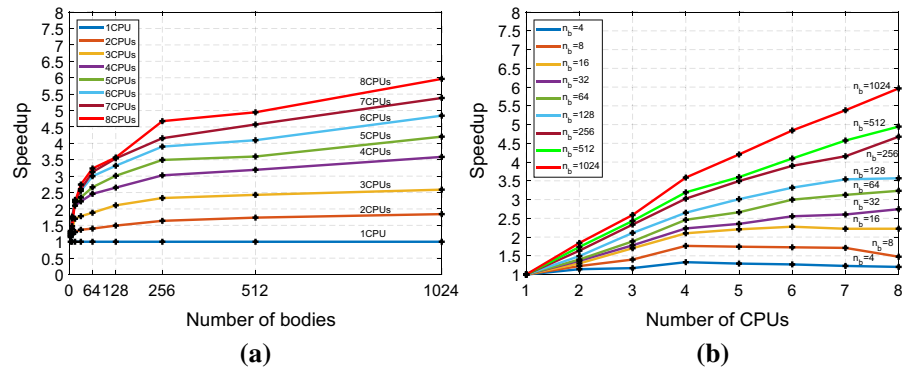 8
7.5
7
6.5
6
5.5
5
4.5
4
3.5
3
2.5
2
1.5
1
0.5
0
Speedup
1CPU
2CPUs
3CPUs
4CPUs
5CPUs
6CPUs
7CPUs
8CPUs
8CPUs
7CPUs
6CPUs
5CPUs
4CPUs
3CPUs
2CPUs
1CPU
0 64 128 256 512 1024
Number of bodies
(a)
8
7.5
7
6.5
6
5.5
5
4.5
4
3.5
3
2.5
2
1.5
1
Speedup
n_b=4
n_b=8
n_b=16
n_b=32
n_b=64
n_b=128
n_b=256
n_b=512
n_b=1024
n_b=1024
n_b=512
n_b=256
n_b=128
n_b=64
n_b=32
n_b=16
n_b=8
n_b=4
1 2 3 4 5 6 7 8
Number of CPUs
(b)